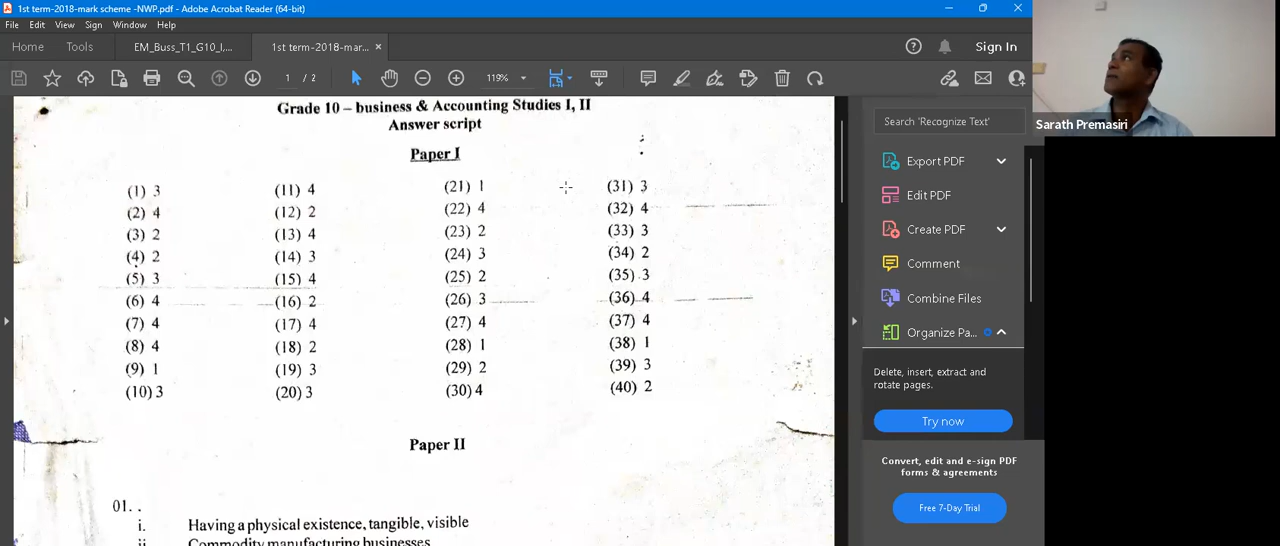 1st term-2018-mark scheme -NWP.pdf - Adobe Acrobat Reader (64-bit)
File Edit View Sign Window Help
Home Tools EM_Buss_T1_G10_I,... 1st term-2018-mar... × Sign In
1 / 2 119%
Grade 10 – business & Accounting Studies I, II
Answer script
Paper I
(1) 3 (11) 4 (21) 1 (31) 3
(2) 4 (12) 2 (22) 4 (32) 4
(3) 2 (13) 4 (23) 2 (33) 3
(4) 2 (14) 3 (24) 3 (34) 2
(5) 3 (15) 4 (25) 2 (35) 3
(6) 4 (16) 2 (26) 3 (36) 4
(7) 4 (17) 4 (27) 4 (37) 4
(8) 4 (18) 2 (28) 1 (38) 1
(9) 1 (19) 3 (29) 2 (39) 3
(10) 3 (20) 3 (30) 4 (40) 2
Paper II
01. .
i. Having a physical existence, tangible, visible
ii. Commodity manufacturing businesses
Search 'Recognize Text'
Export PDF
Edit PDF
Create PDF
Comment
Combine Files
Organize Pa...
Delete, insert, extract and
rotate pages.
Try now
Convert, edit and e-sign PDF
forms & agreements
Free 7-Day Trial
Sarath Premasiri